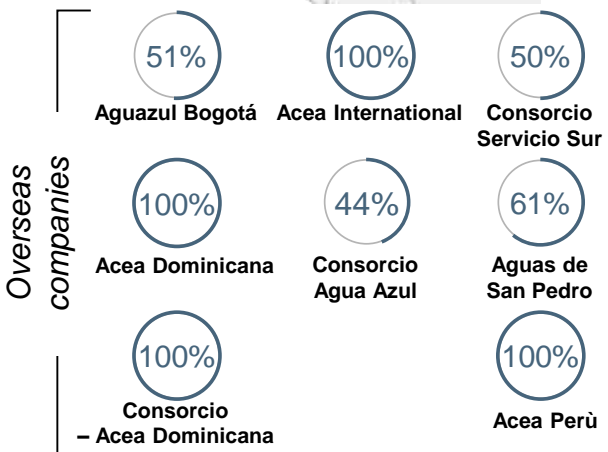 51%
100%
50%
Aguazul Bogotá
Acea International
Consorcio
Servicio Sur
Overseas
companies
100%
44%
61%
Acea Dominicana
Consorcio
Agua Azul
Aguas de
San Pedro
100%
100%
Consorcio
– Acea Dominicana
Acea Perù